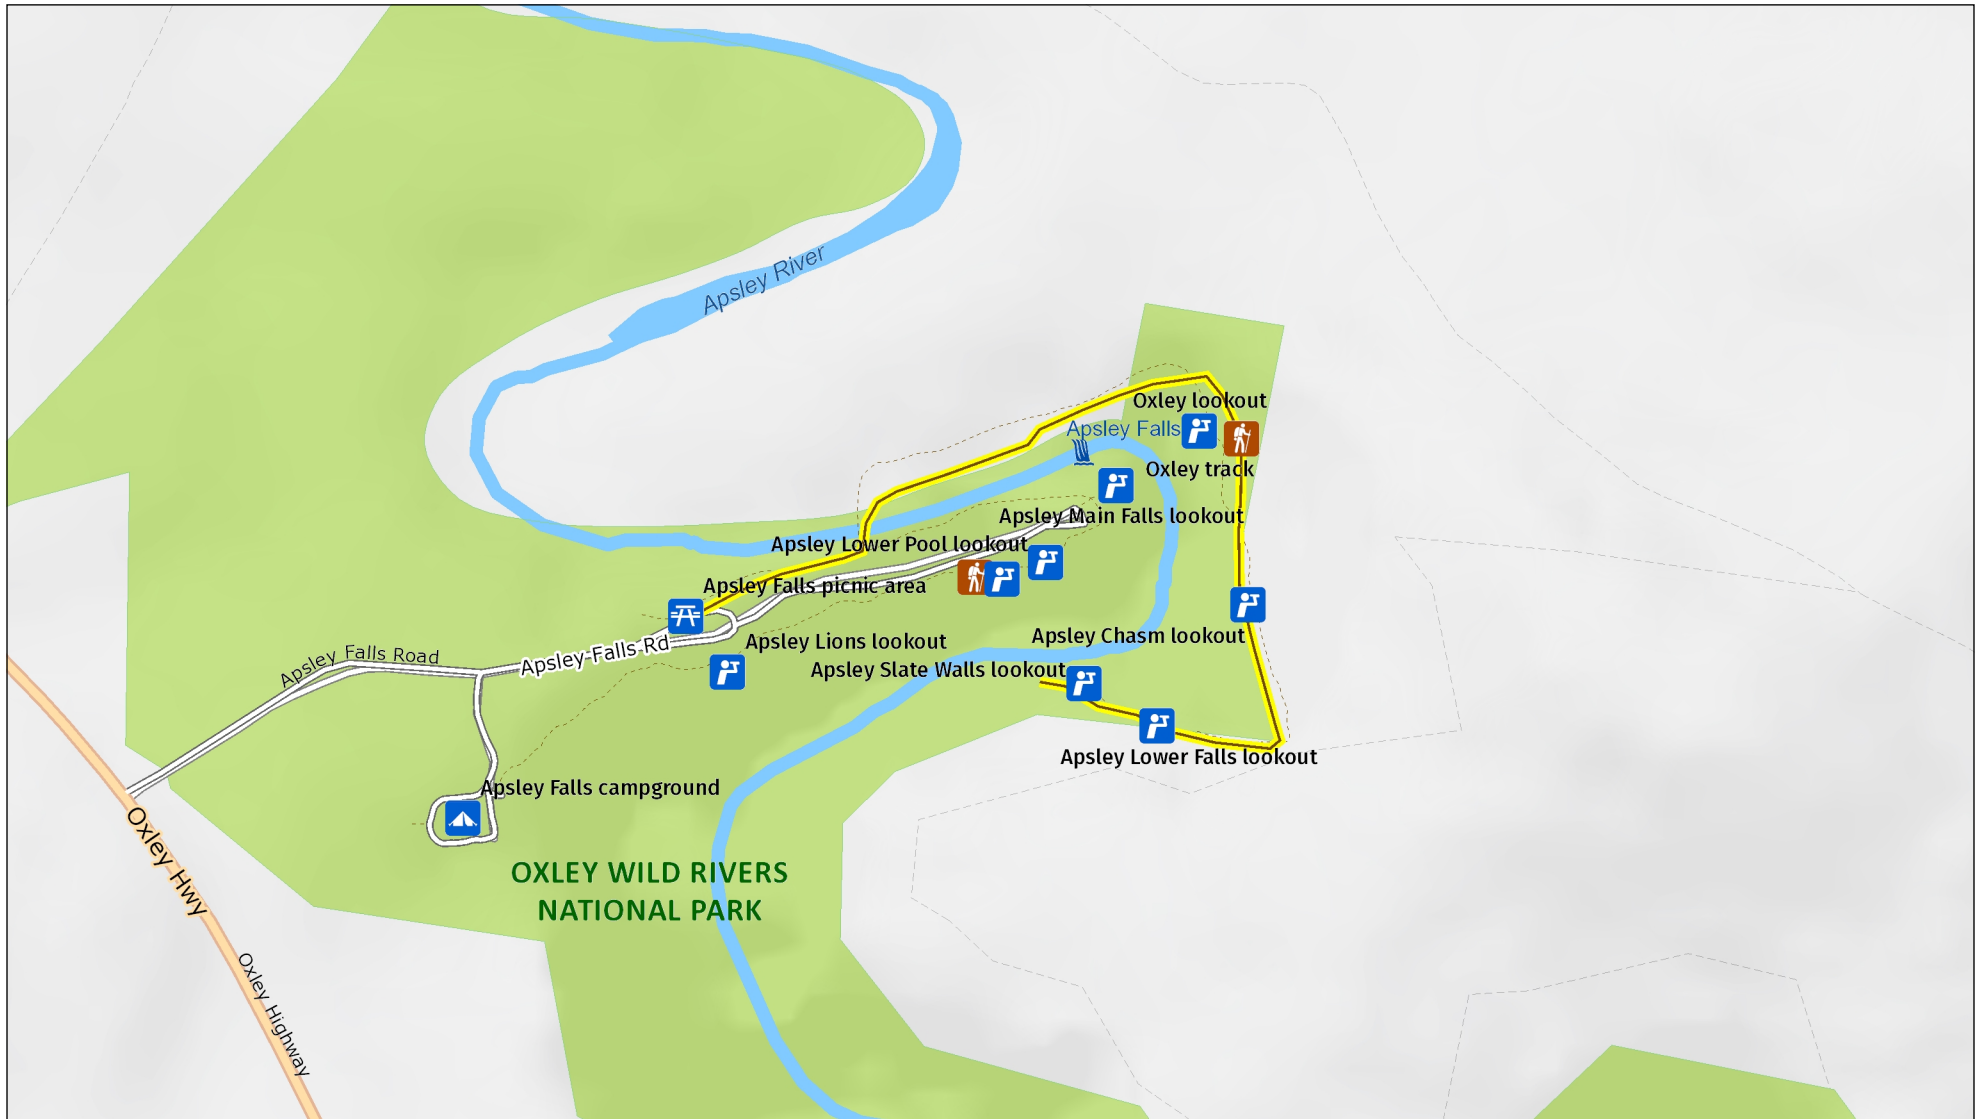 Apsley River
Oxley lookout
Apsley Falls
Oxley track
Apsley Main Falls lookout
Apsley Lower Pool lookout
Apsley Falls picnic area
Apsley Chasm lookout
Apsley Lions lookout
Apsley Falls Rd
Apsley Falls Road
Apsley Slate Walls lookout
Apsley Lower Falls lookout
Apsley Falls campground
Oxley Hwy
OXLEY WILD RIVERS
NATIONAL PARK
Oxley Highway